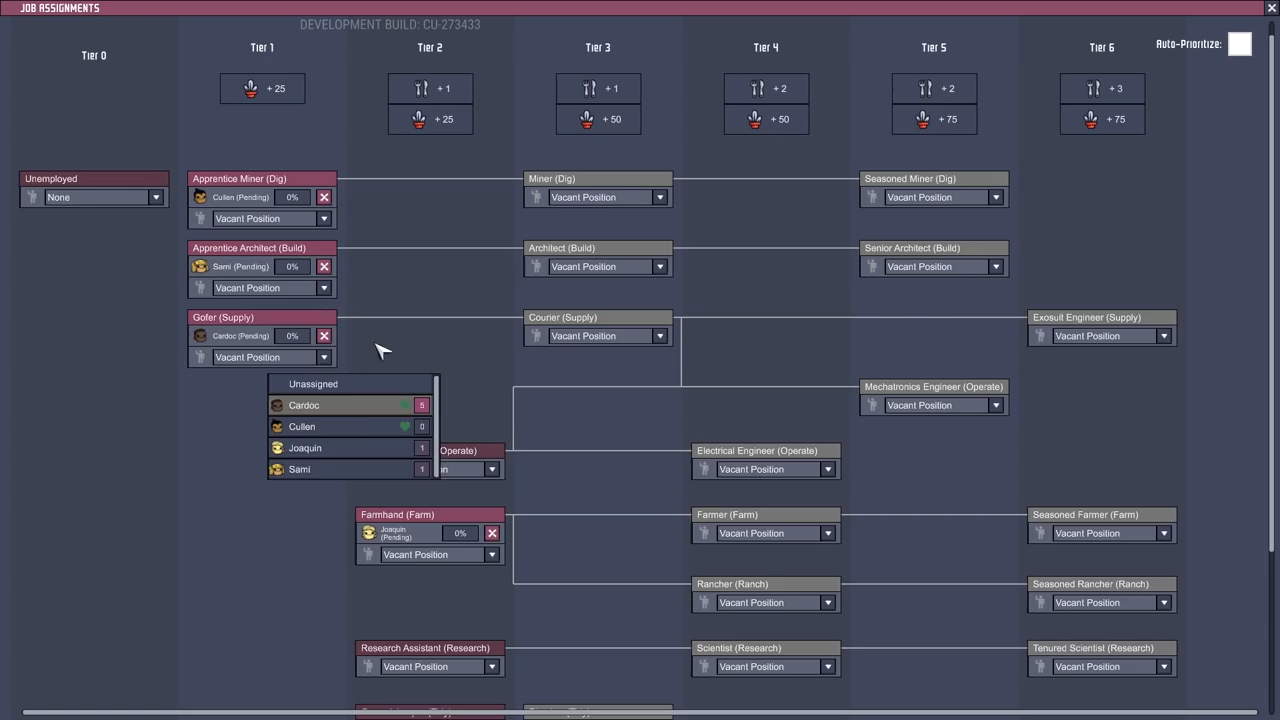 JOB ASSIGNMENTS
DEVELOPMENT BUILD: CU-273433
Tier 0
Tier 1
Tier 2
Tier 3
Tier 4
Tier 5
Tier 6
Auto-Prioritize:
+ 25
+ 1
+ 1
+ 2
+ 2
+ 3
+ 25
+ 50
+ 50
+ 75
+ 75
Unemployed
None
Apprentice Miner (Dig)
Cullen (Pending) 0%
Vacant Position
Miner (Dig)
Vacant Position
Seasoned Miner (Dig)
Vacant Position
Apprentice Architect (Build)
Sami (Pending) 0%
Vacant Position
Architect (Build)
Vacant Position
Senior Architect (Build)
Vacant Position
Gofer (Supply)
Cardoc (Pending) 0%
Vacant Position
Courier (Supply)
Vacant Position
Exosuit Engineer (Supply)
Vacant Position
Unassigned
Cardoc 5
Cullen 0
Joaquin 1
Sami 1
Mechatronics Engineer (Operate)
Vacant Position
Operate)
on
Electrical Engineer (Operate)
Vacant Position
Farmhand (Farm)
Joaquin
(Pending)
0%
Vacant Position
Farmer (Farm)
Vacant Position
Seasoned Farmer (Farm)
Vacant Position
Rancher (Ranch)
Vacant Position
Seasoned Rancher (Ranch)
Vacant Position
Research Assistant (Research)
Vacant Position
Scientist (Research)
Vacant Position
Tenured Scientist (Research)
Vacant Position